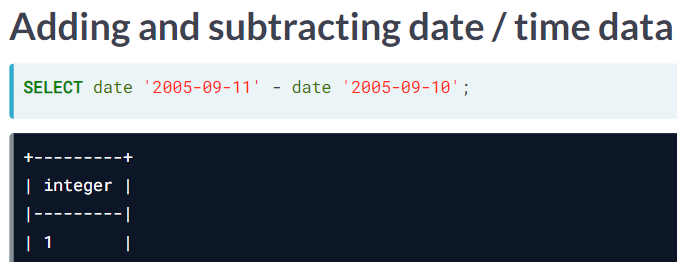 Adding and subtracting date / time data
SELECT date '2005-09-11' - date '2005-09-10';
+---------+
| integer |
|---------|
| 1       |